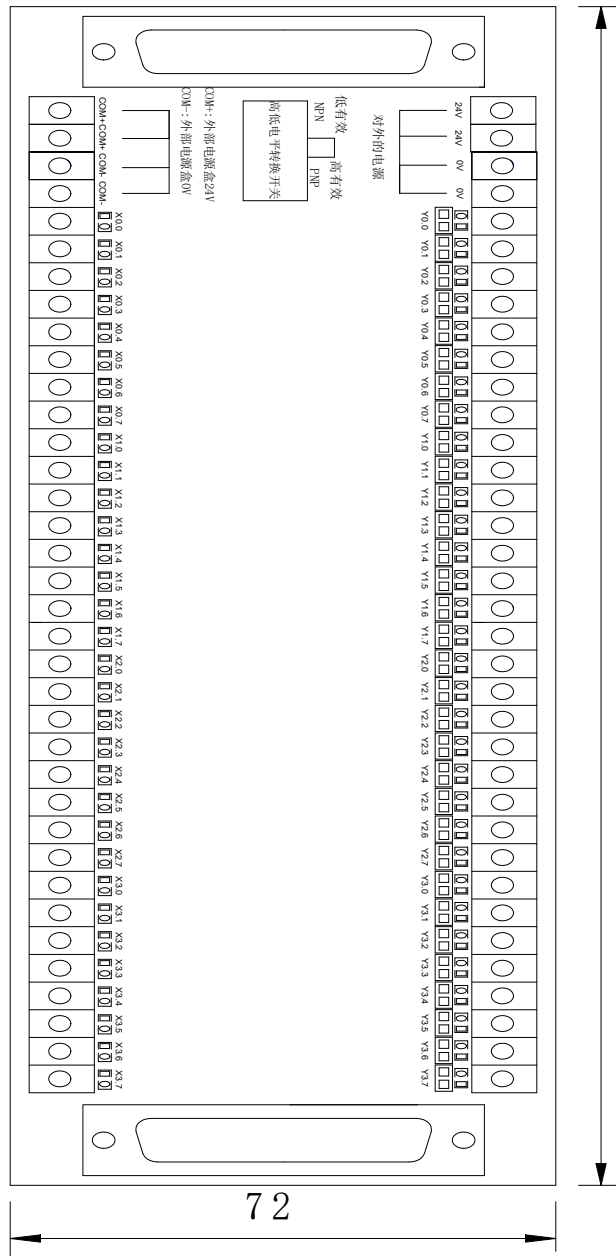 COM+
COM+
COM-
COM-
COM+:外部电源盒24V
COM-:外部电源盒0V
高低电平转换开关
低有效
NPN
高有效
PNP
对外的电源
24V
24V
0V
0V
X0.0
X0.1
X0.2
X0.3
X0.4
X0.5
X0.6
X0.7
X1.0
X1.1
X1.2
X1.3
X1.4
X1.5
X1.6
X1.7
X2.0
X2.1
X2.2
X2.3
X2.4
X2.5
X2.6
X2.7
X3.0
X3.1
X3.2
X3.3
X3.4
X3.5
X3.6
X3.7
Y0.0
Y0.1
Y0.2
Y0.3
Y0.4
Y0.5
Y0.6
Y0.7
Y1.0
Y1.1
Y1.2
Y1.3
Y1.4
Y1.5
Y1.6
Y1.7
Y2.0
Y2.1
Y2.2
Y2.3
Y2.4
Y2.5
Y2.6
Y2.7
Y3.0
Y3.1
Y3.2
Y3.3
Y3.4
Y3.5
Y3.6
Y3.7
72